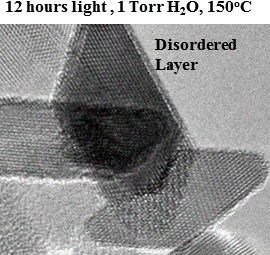 12 hours light , 1 Torr H₂O, 150°C
Disordered
Layer